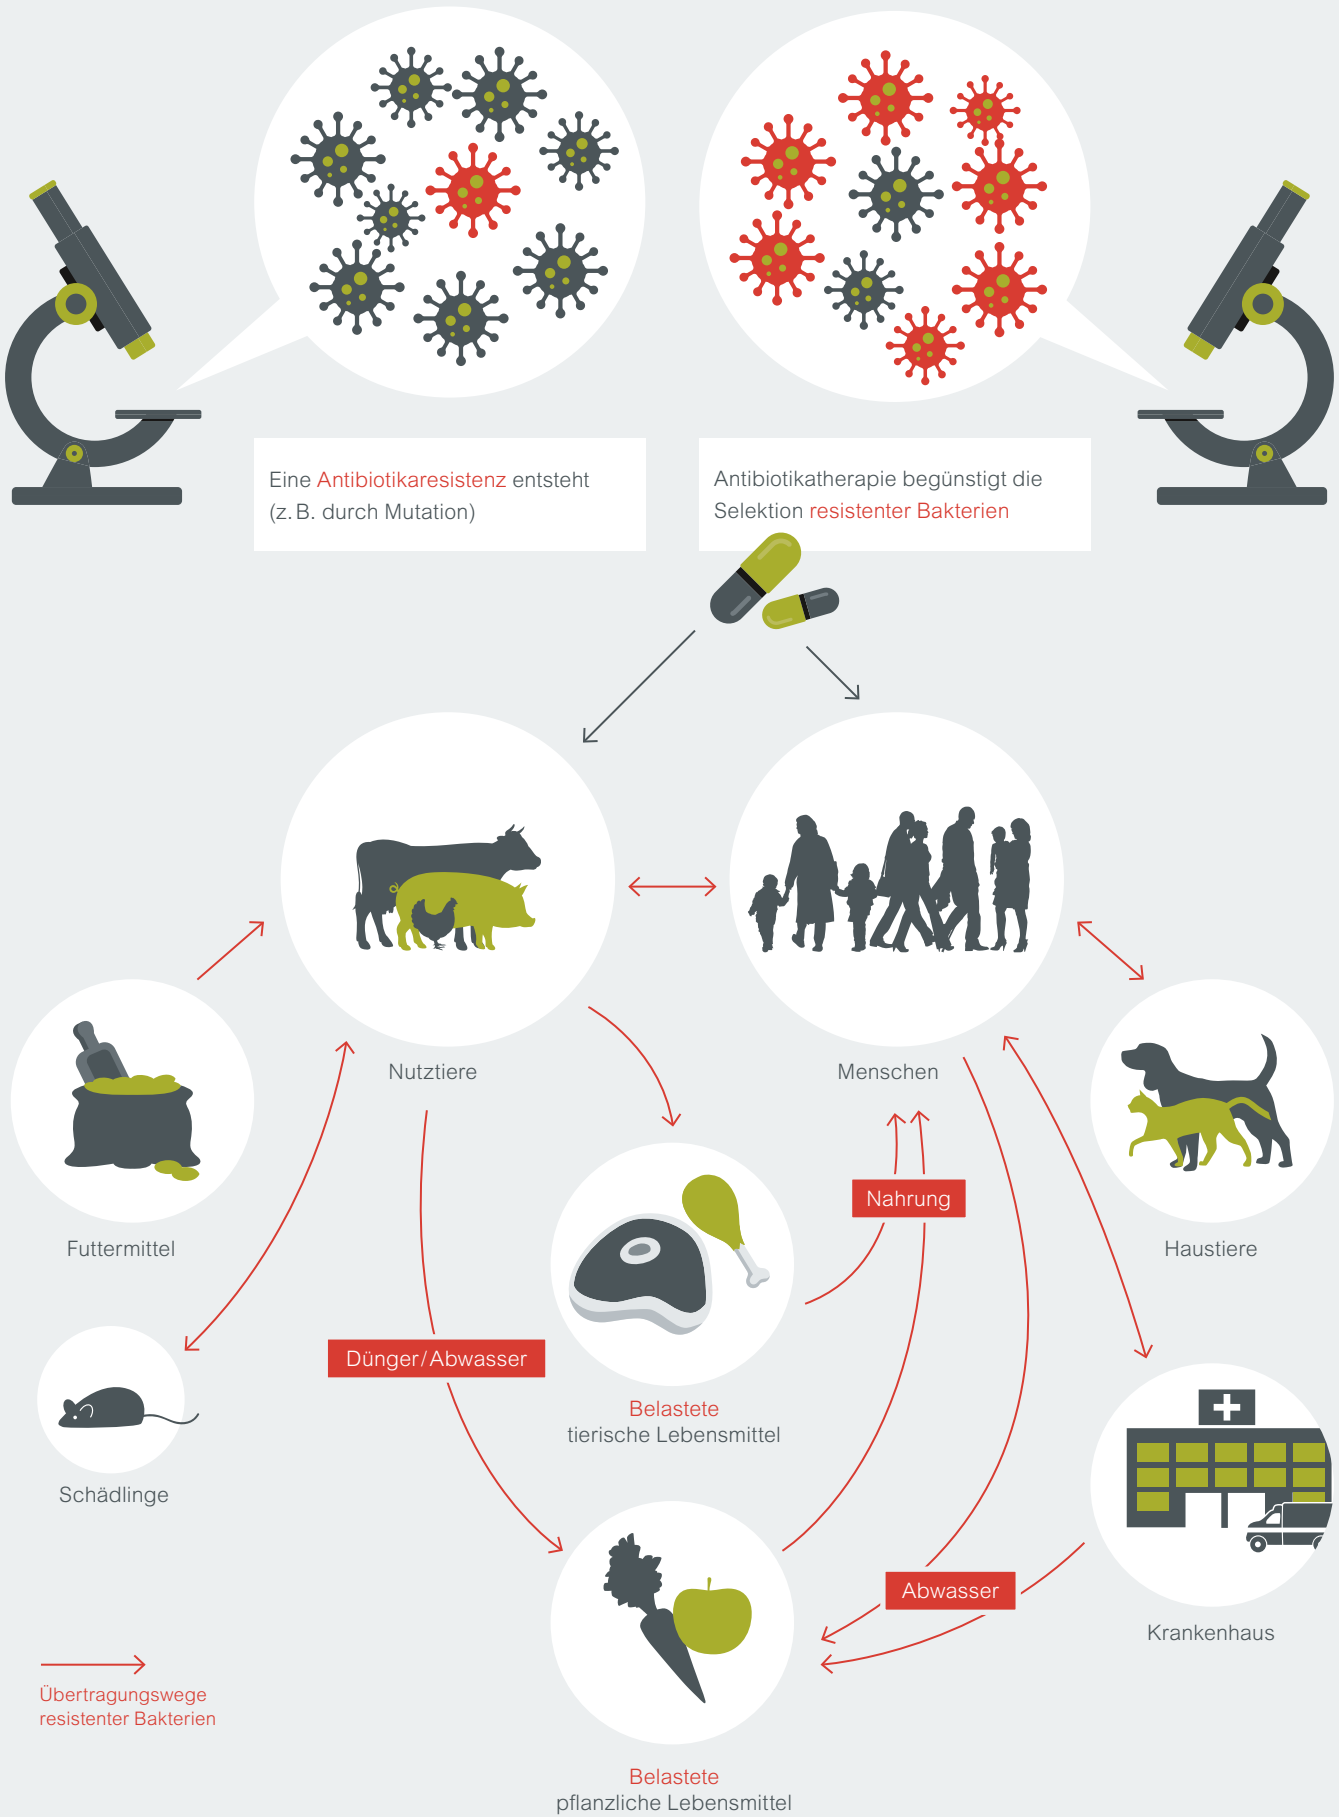 Eine Antibiotikaresistenz entsteht
(z. B. durch Mutation)
Antibiotikatherapie begünstigt die
Selektion resistenter Bakterien
Nutztiere
Menschen
Futtermittel
Nahrung
Haustiere
Dünger/Abwasser
Belastete
tierische Lebensmittel
Schädlinge
Abwasser
Krankenhaus
Übertragungswege
resistenter Bakterien
Belastete
pflanzliche Lebensmittel